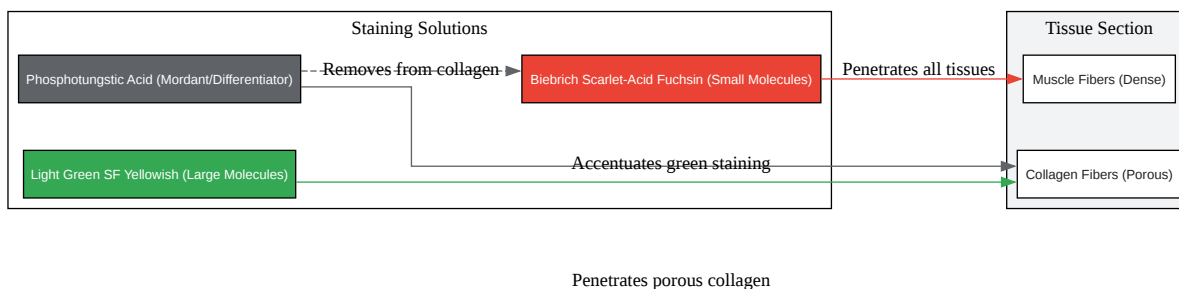 Staining Solutions
Tissue Section
Phosphotungstic Acid (Mordant/Differentiator)
Removes from collagen
Biebrich Scarlet-Acid Fuchsin (Small Molecules)
Penetrates all tissues
Muscle Fibers (Dense)
Light Green SF Yellowish (Large Molecules)
Accentuates green staining
Collagen Fibers (Porous)
Penetrates porous collagen